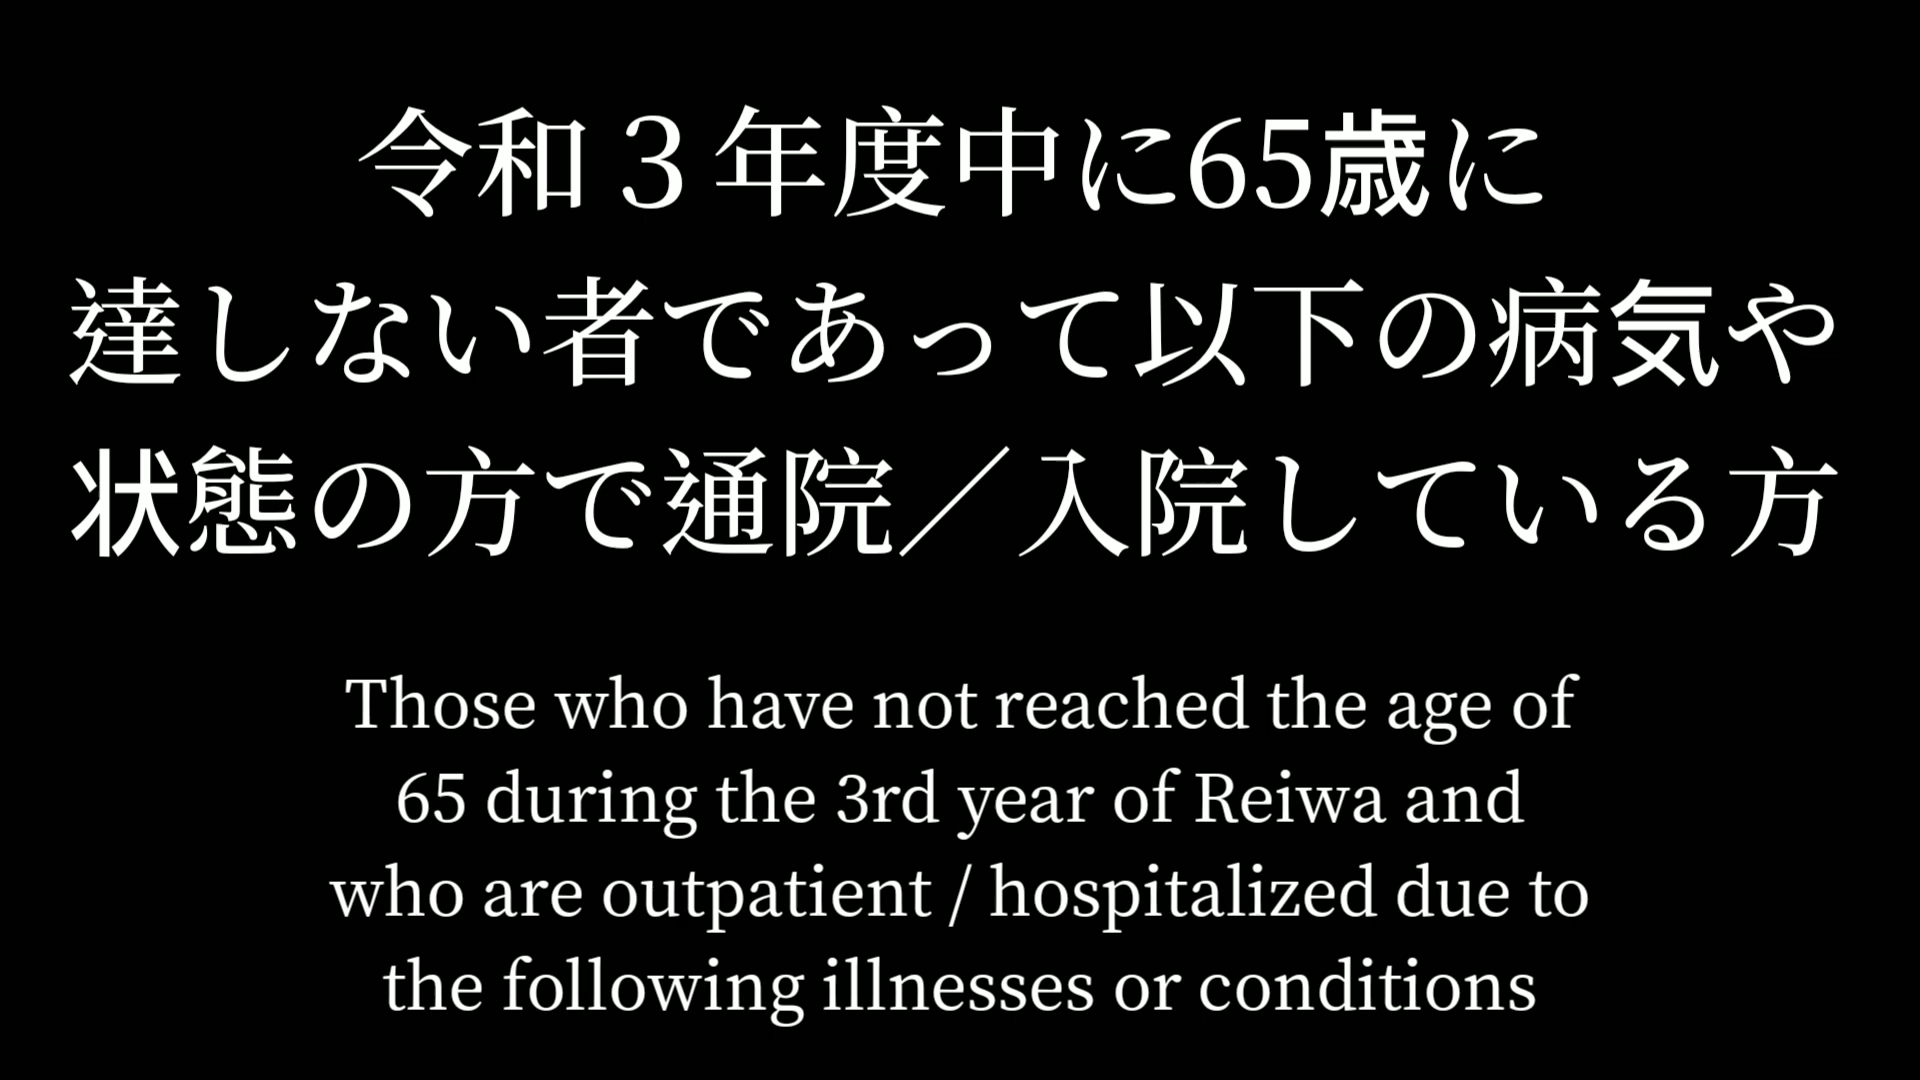 令和３年度中に65歳に
達しない者であって以下の病気や
状態の方で通院／入院している方
Those who have not reached the age of
65 during the 3rd year of Reiwa and
who are outpatient / hospitalized due to
the following illnesses or conditions